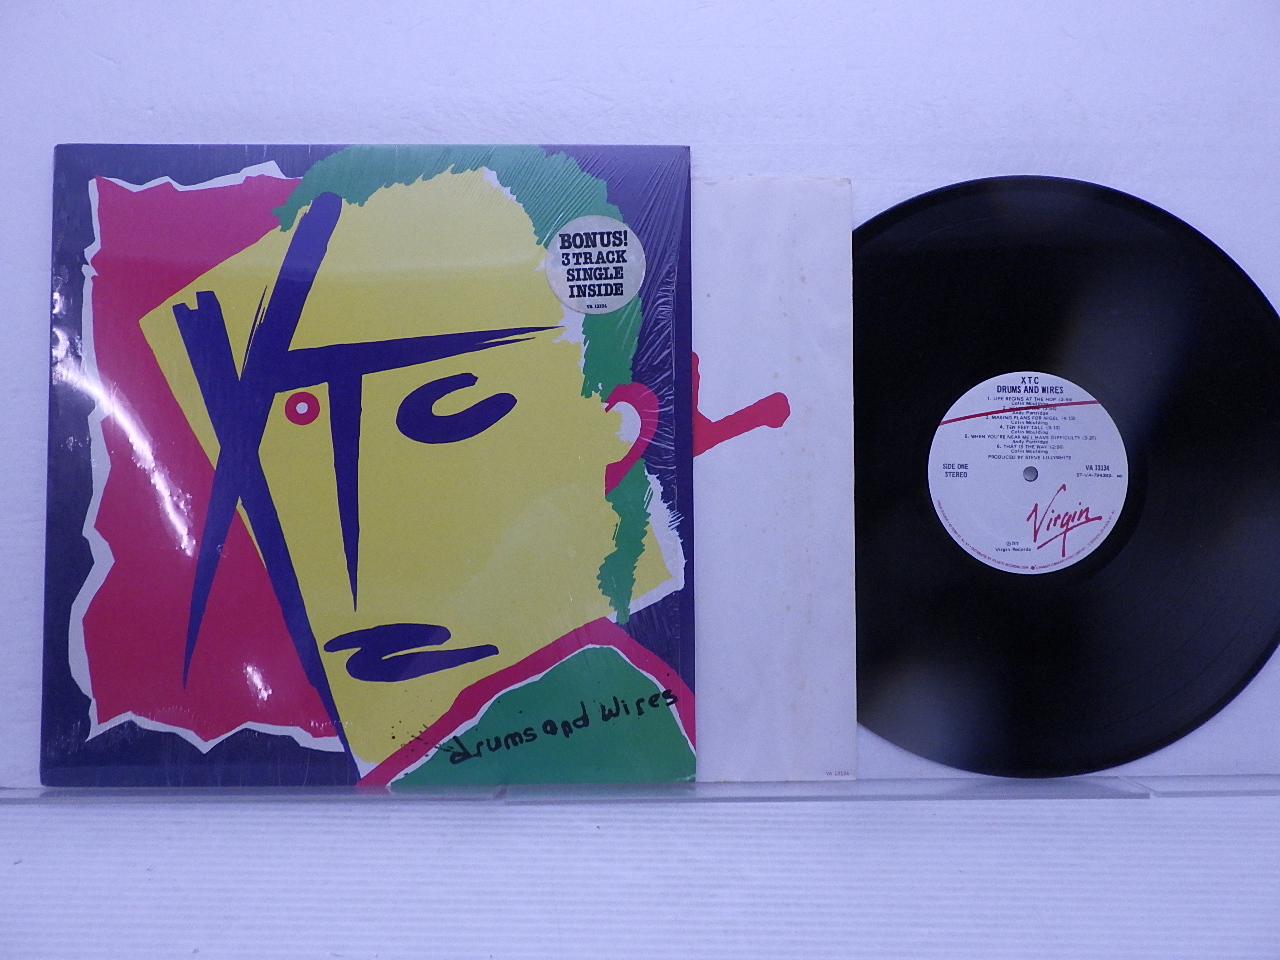 XTC
BONUS!
3 TRACK
SINGLE
INSIDE
VA 13134
drums and wires
VA 13134
XTC
DRUMS AND WIRES
1. LIFE BEGINS AT THE HOP (3:54)
Colin Moulding
Andy Partridge
3. MAKING PLANS FOR NIGEL (4:13)
Colin Moulding
4. TEN FEET TALL (3:13)
Colin Moulding
5. WHEN YOU'RE NEAR ME I HAVE DIFFICULTY (3:20)
Andy Partridge
6. THAT IS THE WAY (2:56)
Colin Moulding
PRODUCED BY STEVE LILLYWHITE
SIDE ONE
STEREO
VA 13134
Virgin
Virgin Records